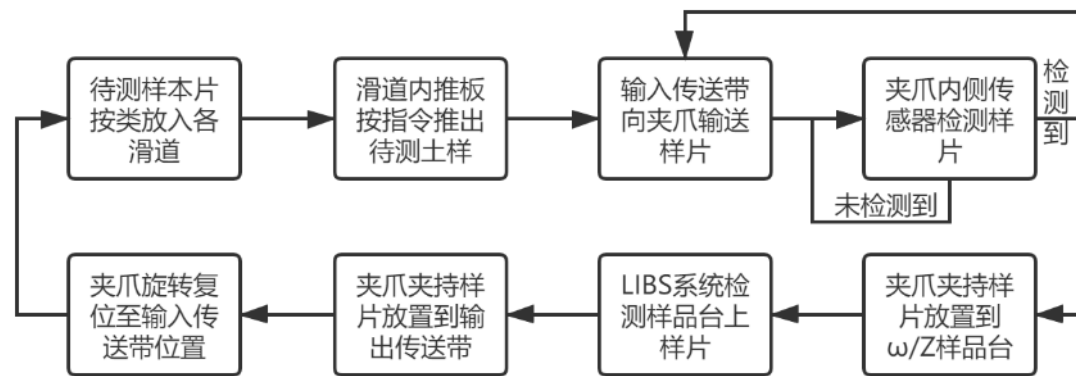 待测样本片
按类放入各
滑道
滑道内推板
按指令推出
待测土样
输入传送带
向夹爪输送
样片
夹爪内侧传
感器检测样
片
检
测
到
未检测到
夹爪旋转复
位至输入传
送带位置
夹爪夹持样
片放置到输
出传送带
LIBS系统检
测样品台上
样片
夹爪夹持样
片放置到
ω/Z样品台